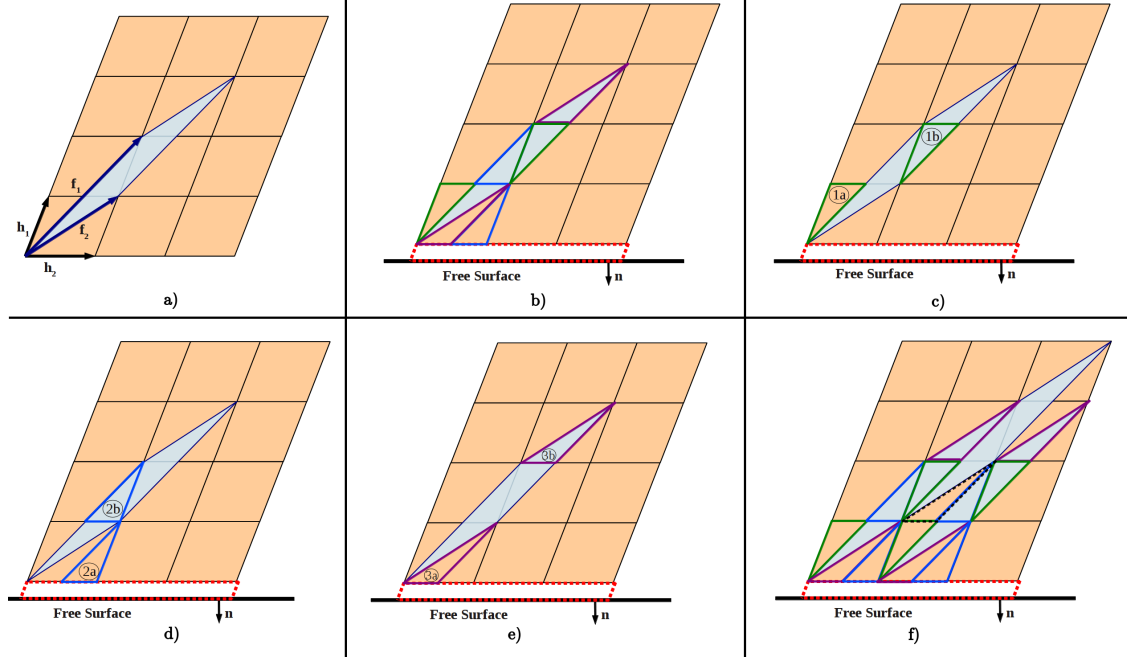 f₁
h₁
f₂
h₂
a)
Free Surface
n
b)
1b
1a
Free Surface
n
c)
2b
2a
Free Surface
n
d)
3b
3a
Free Surface
n
e)
Free Surface
n
f)